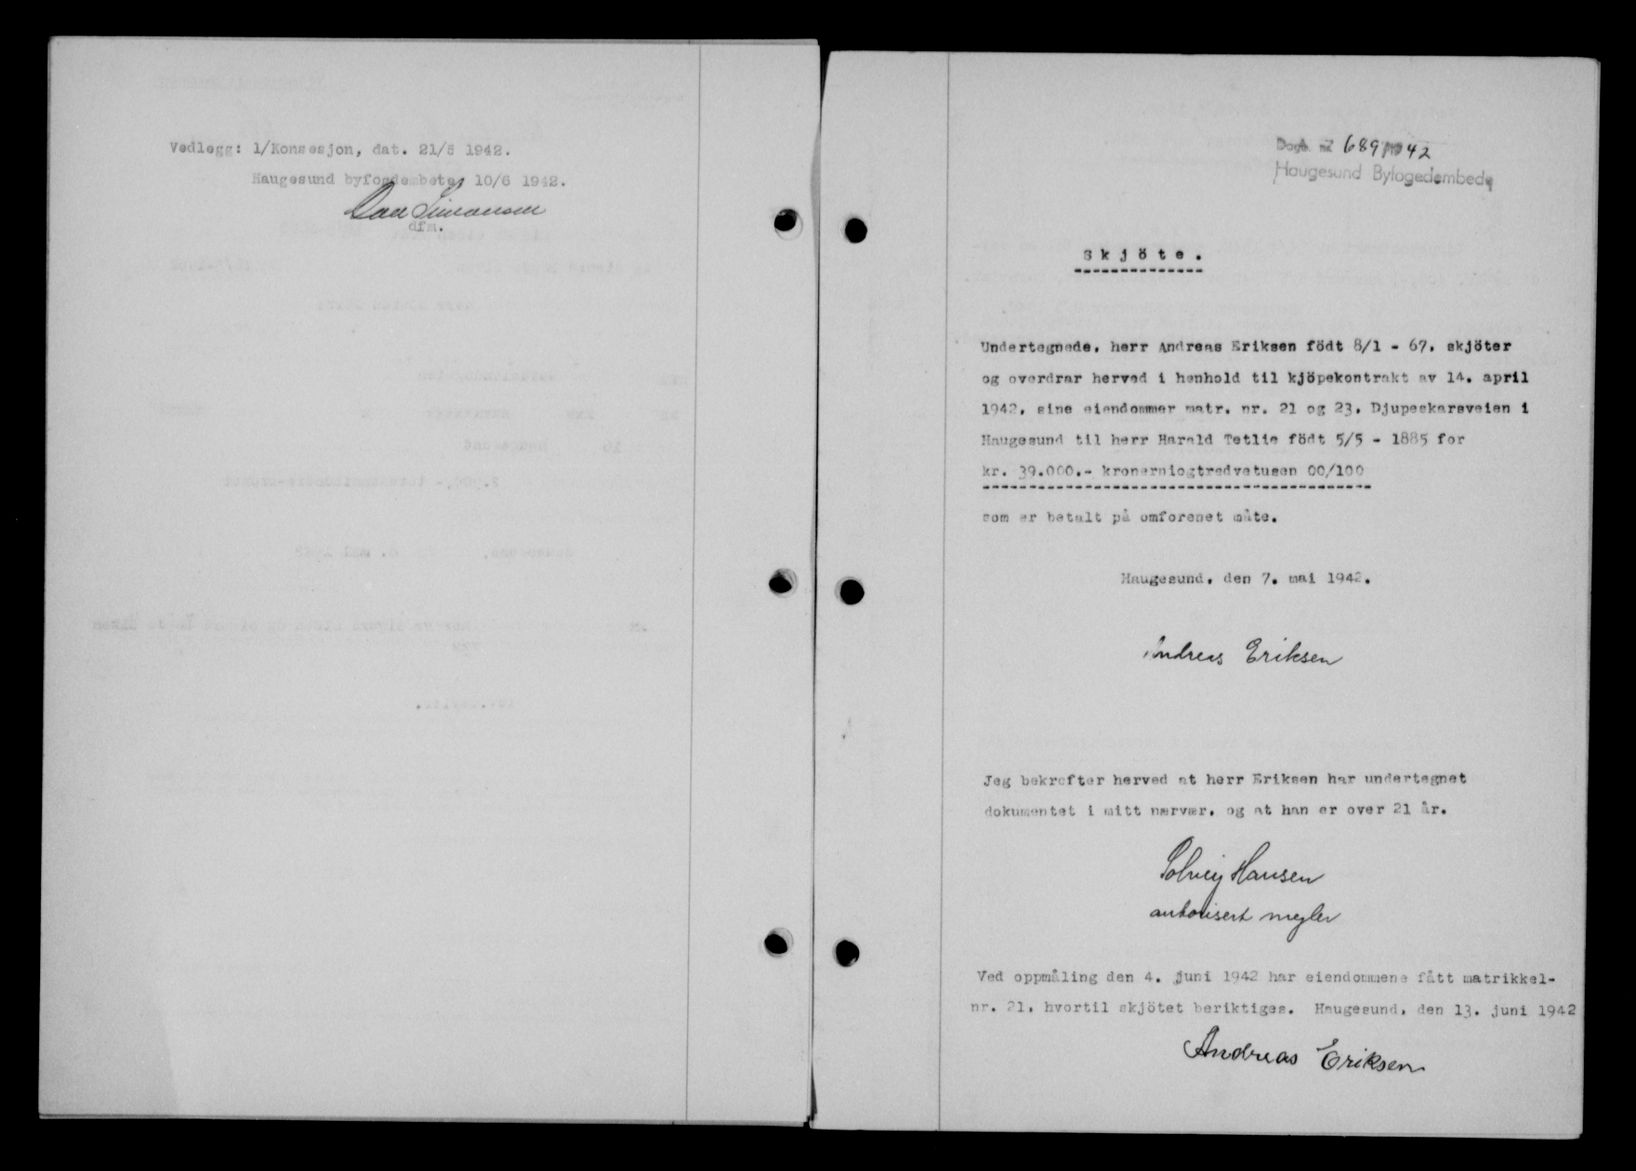 Vedlegg: 1/Konsesjon, dat. 21/5 1942.
Haugesund byfogdembete, 10/6 1942.
dfm.
Dagb. nr. 689/1942
Haugesund Byfogedembede
Skjöte.
Undertegnede, herr Andreas Eriksen födt 8/1 - 67, skjöter
og overdrar herved i henhold til kjöpekontrakt av 14. april
1942, sine eiendommer matr. nr. 21 og 23, Djupeskarsveien i
Haugesund til herr Harald Tetlie födt 5/5 - 1885 for
kr. 39.000.- kronerniogtredvetusen 00/100
som er betalt på omforenet måte.
Haugesund, den 7. mai 1942.
Andreas Eriksen
Jeg bekrefter herved at herr Eriksen har undertegnet
dokumentet i mitt nærvær, og at han er over 21 år.
Solveig Hansen
autorisert megler
Ved oppmåling den 4. juni 1942 har eiendommene fått matrikkel-
nr. 21, hvortil skjötet beriktiges. Haugesund, den 13. juni 1942
Andreas Eriksen